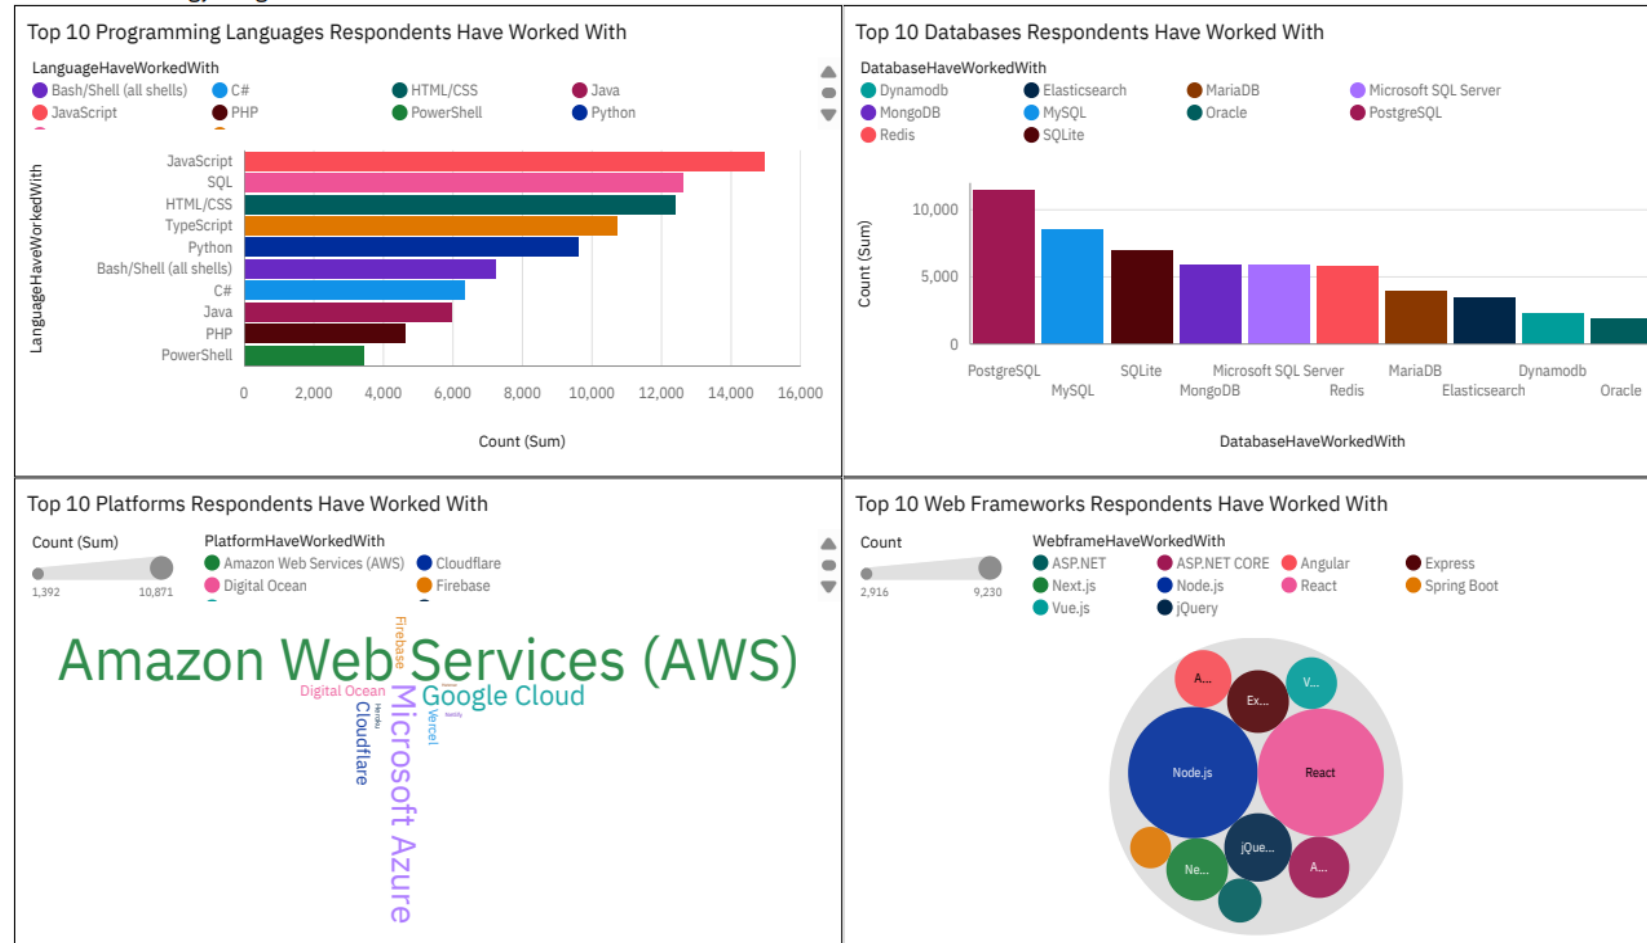 Top 10 Programming Languages Respondents Have Worked With
LanguageHaveWorkedWith
Bash/Shell (all shells) C# HTML/CSS Java
JavaScript PHP PowerShell Python
LanguageHaveWorkedWith
JavaScript
SQL
HTML/CSS
TypeScript
Python
Bash/Shell (all shells)
C#
Java
PHP
PowerShell
0 2,000 4,000 6,000 8,000 10,000 12,000 14,000 16,000
Count (Sum)
Top 10 Databases Respondents Have Worked With
DatabaseHaveWorkedWith
Dynamodb Elasticsearch MariaDB Microsoft SQL Server
MongoDB MySQL Oracle PostgreSQL
Redis SQLite
Count (Sum)
10,000
5,000
0
PostgreSQL SQLite Microsoft SQL Server MariaDB Dynamodb
MySQL MongoDB Redis Elasticsearch Oracle
DatabaseHaveWorkedWith
Top 10 Platforms Respondents Have Worked With
Count (Sum)
1,392 10,871
PlatformHaveWorkedWith
Amazon Web Services (AWS) Cloudflare
Digital Ocean Firebase
Firebase
Amazon Web Services (AWS)
Digital Ocean
Google Cloud
Heroku
Cloudflare
Microsoft Azure
Vercel
Netlify
Top 10 Web Frameworks Respondents Have Worked With
Count
2,916 9,230
WebframeHaveWorkedWith
ASP.NET ASP.NET CORE Angular Express
Next.js Node.js React Spring Boot
Vue.js jQuery
A...
Ex...
V...
Node.js
React
jQue...
Ne...
A...